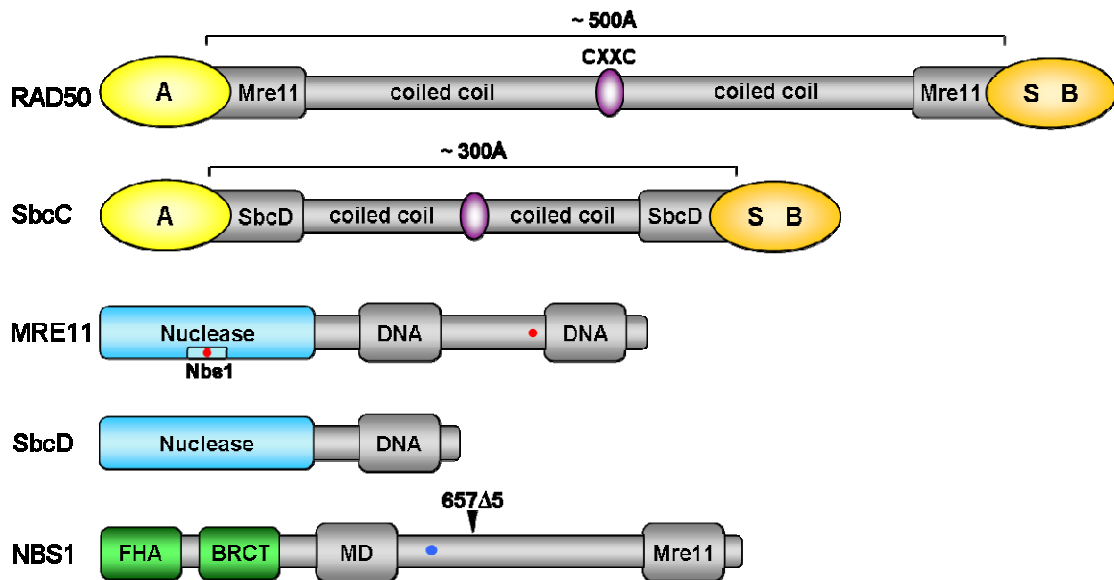 ~ 500Å
CXXC
RAD50 A Mre11 coiled coil coiled coil Mre11 S B
~ 300Å
SbcC A SbcD coiled coil coiled coil SbcD S B
MRE11 Nuclease DNA DNA
Nbs1
SbcD Nuclease DNA
657Δ5
NBS1 FHA BRCT MD Mre11